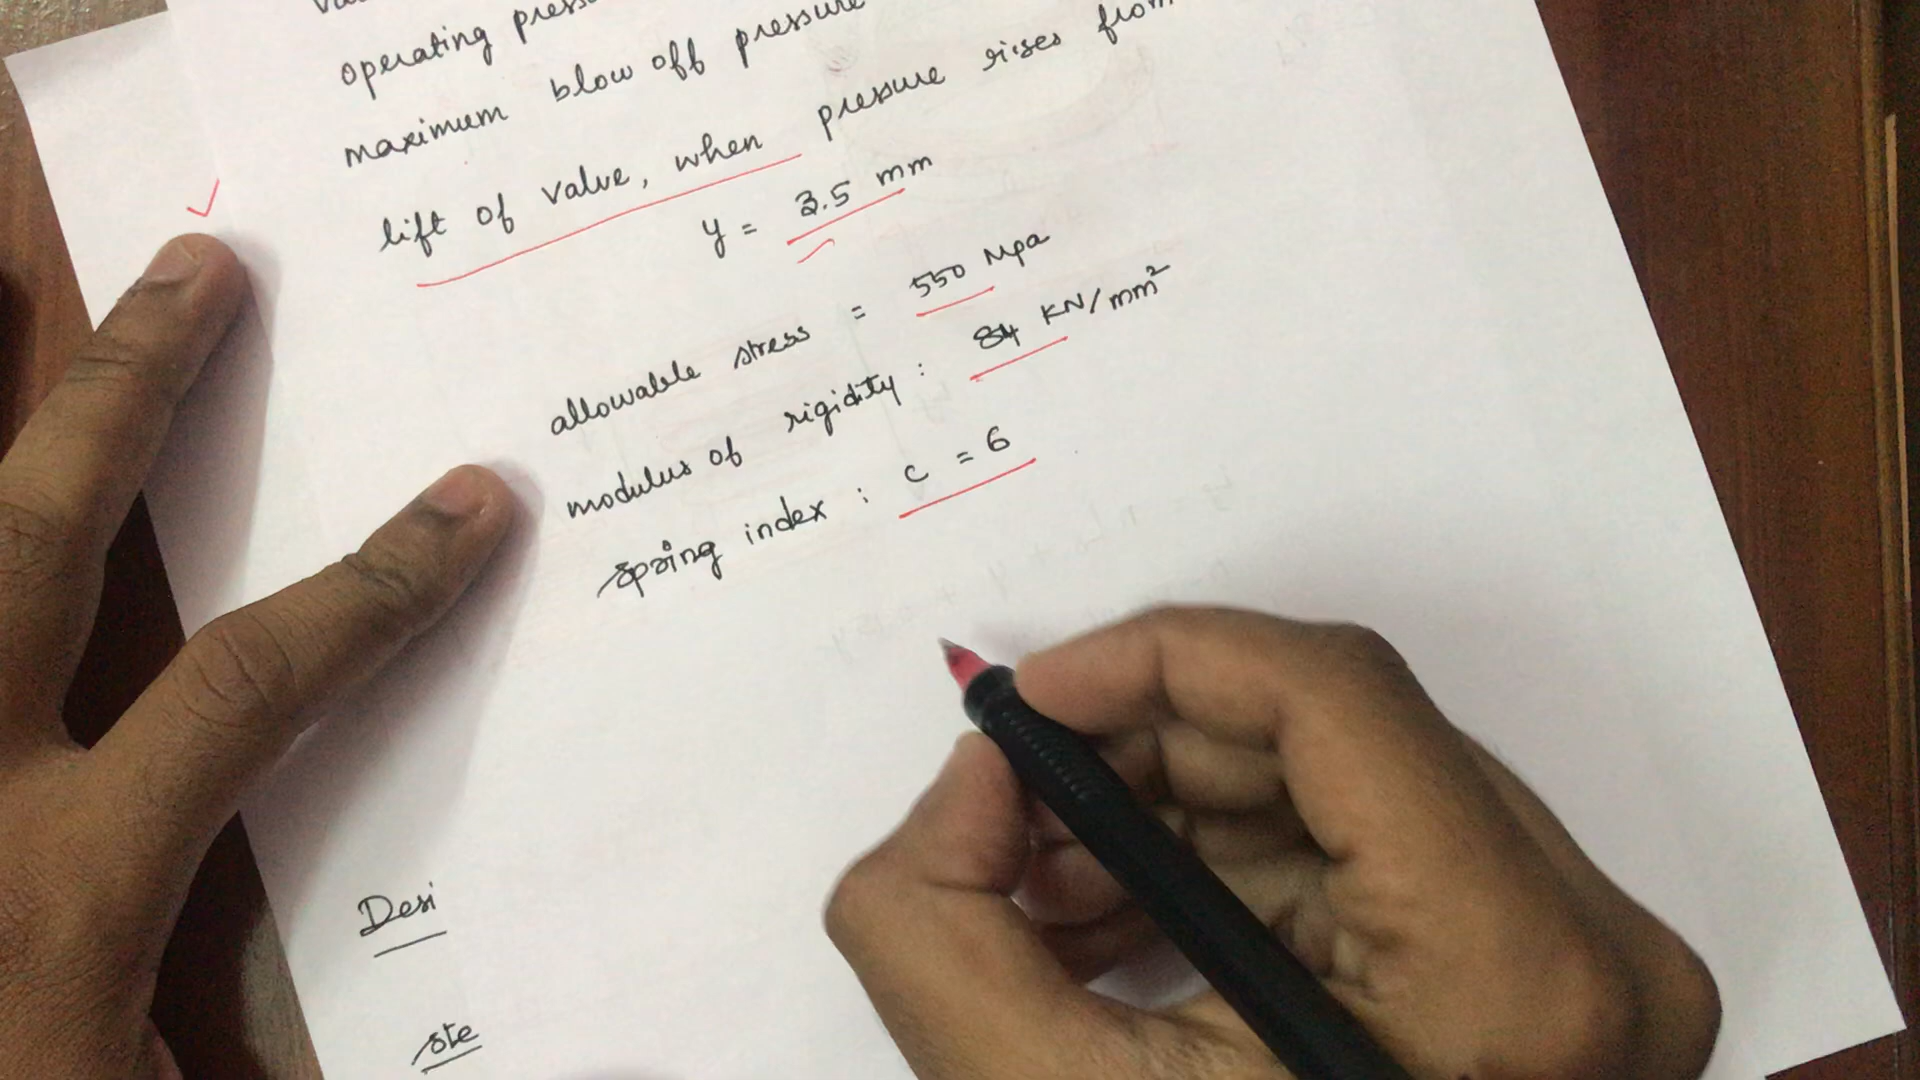 operating
maximum blow off pressure
lift of valve, when pressure rises from
y = 3.5 mm
allowable stress = 550 Mpa
modulus of rigidity : 84 KN/mm²
spring index : c = 6
Desi
ste